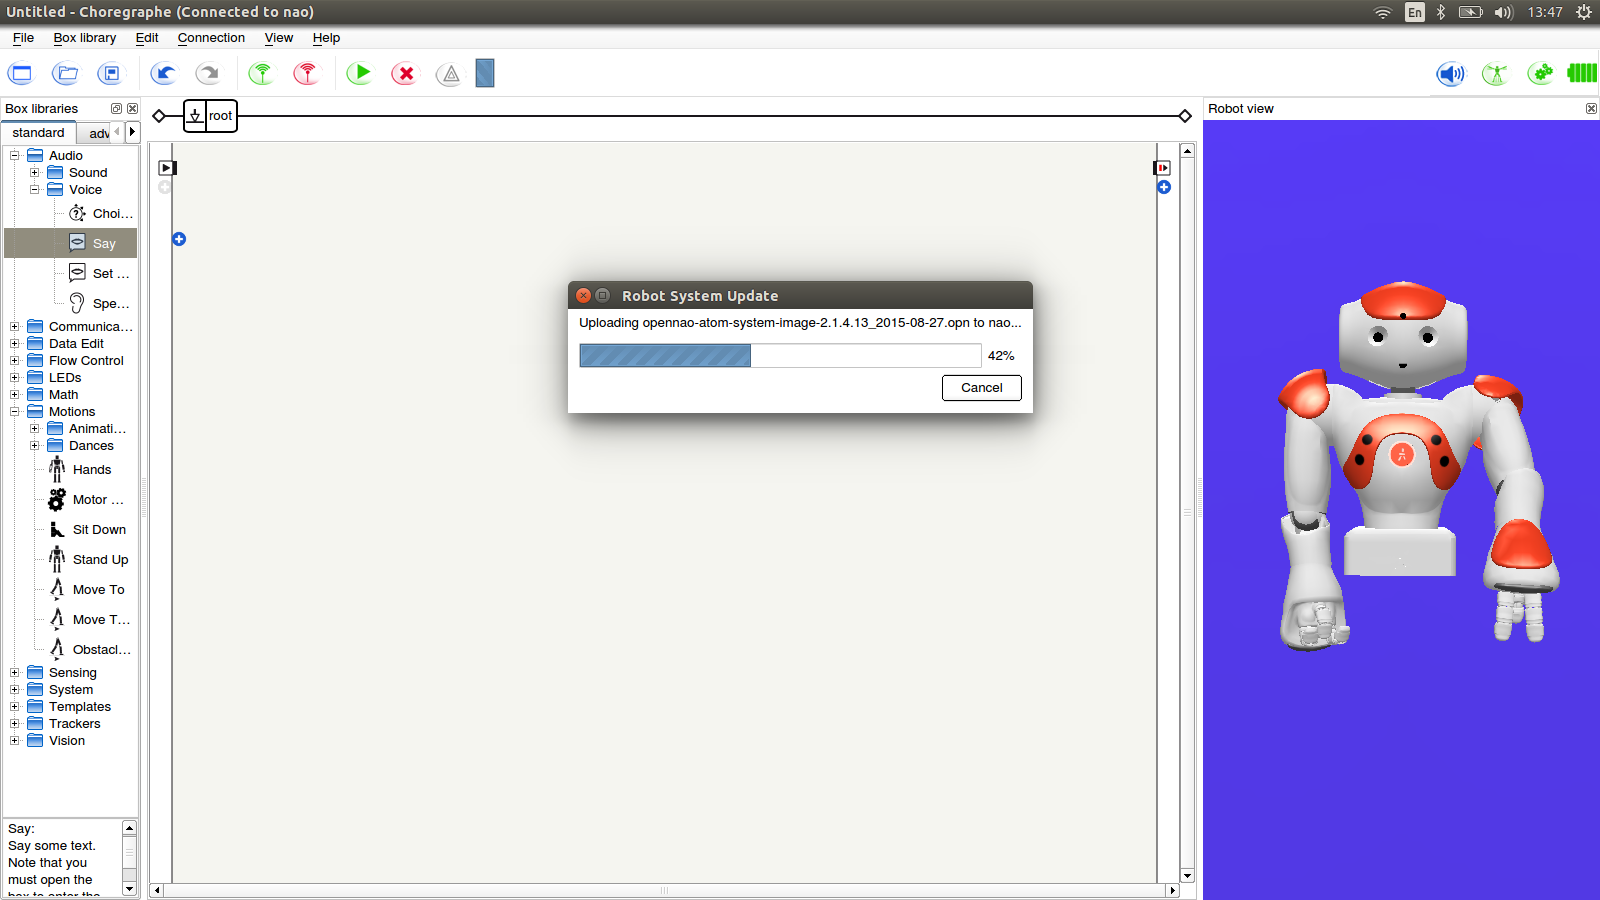 Untitled - Choregraphe (Connected to nao)
En
13:47
File Box library Edit Connection View Help
Box libraries
standard
adv
root
Robot view
Audio
Sound
Voice
Choi...
Say
Set ...
Spe...
Communica...
Data Edit
Flow Control
LEDs
Math
Motions
Animati...
Dances
Hands
Motor ...
Sit Down
Stand Up
Move To
Move T...
Obstacl...
Sensing
System
Templates
Trackers
Vision
Robot System Update
Uploading opennao-atom-system-image-2.1.4.13_2015-08-27.opn to nao...
42%
Cancel
Say:
Say some text.
Note that you
must open the
box to enter the